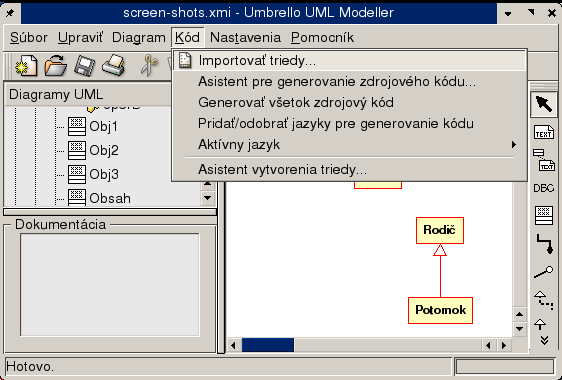 screen-shots.xmi - Umbrello UML Modeller
Súbor Upraviť Diagram Kód Nastavenia Pomocník
Importovať triedy...
Asistent pre generovanie zdrojového kódu...
Generovať všetok zdrojový kód
Pridať/odobrať jazyky pre generovanie kódu
Aktívny jazyk
Asistent vytvorenia triedy...
Diagramy UML
Obj1
Obj2
Obj3
Obsah
Dokumentácia
Rodič
Potomok
TEXT
TEXT
DBG
Hotovo.